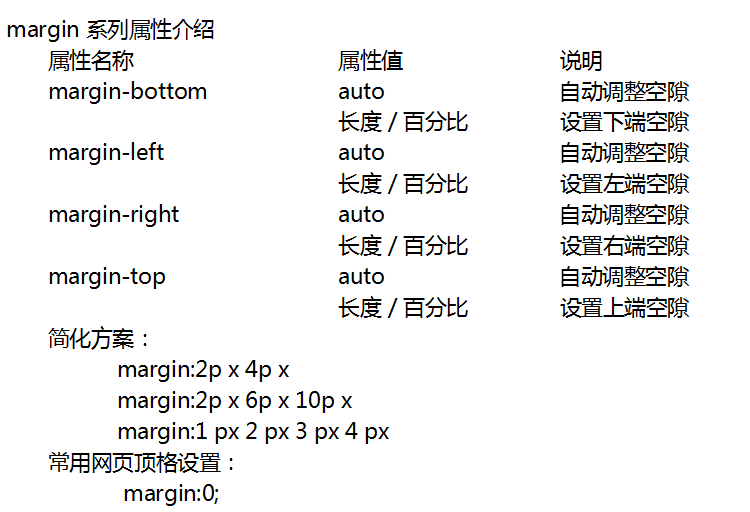 margin 系列属性介绍
属性名称 属性值 说明
margin-bottom auto 自动调整空隙
长度 / 百分比 设置下端空隙
margin-left auto 自动调整空隙
长度 / 百分比 设置左端空隙
margin-right auto 自动调整空隙
长度 / 百分比 设置右端空隙
margin-top auto 自动调整空隙
长度 / 百分比 设置上端空隙
简化方案：
margin:2p x 4p x
margin:2p x 6p x 10p x
margin:1 px 2 px 3 px 4 px
常用网页顶格设置：
margin:0;